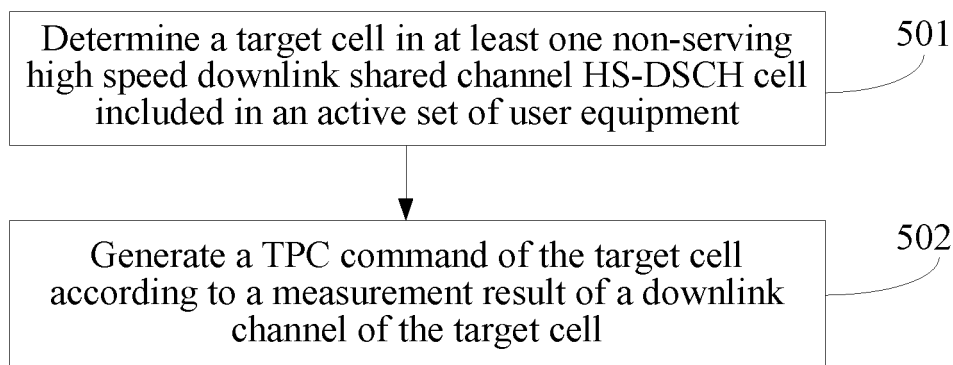 Determine a target cell in at least one non-serving
high speed downlink shared channel HS-DSCH cell
included in an active set of user equipment
501
Generate a TPC command of the target cell
according to a measurement result of a downlink
channel of the target cell
502